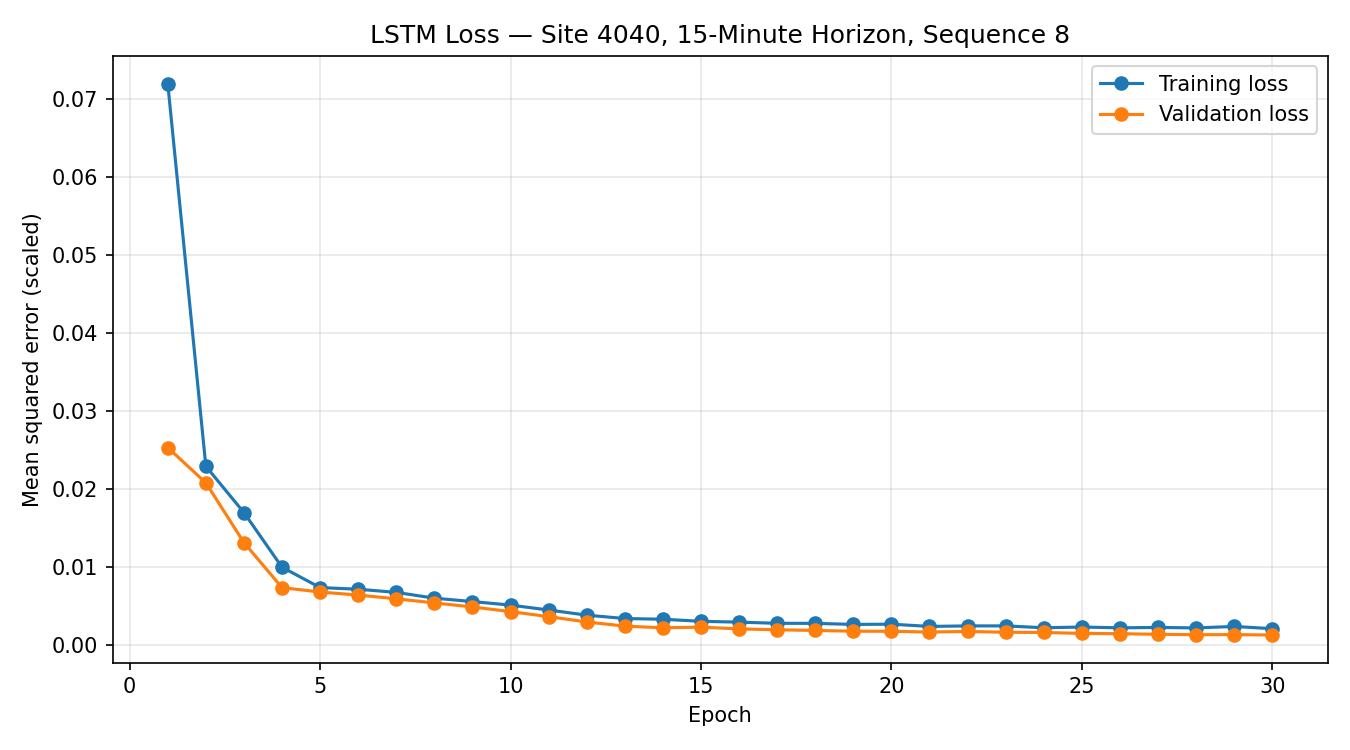 LSTM Loss — Site 4040, 15-Minute Horizon, Sequence 8
Training loss
Validation loss
Mean squared error (scaled)
0.07
0.06
0.05
0.04
0.03
0.02
0.01
0.00
0 5 10 15 20 25 30
Epoch